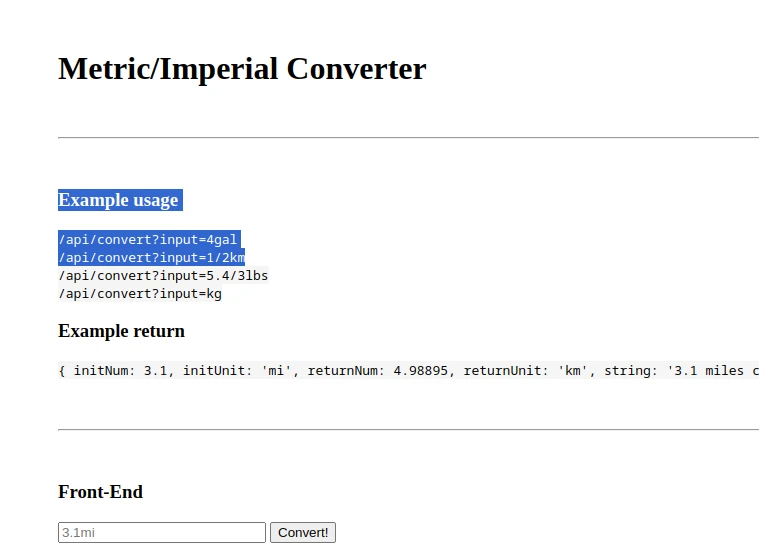 Metric/Imperial Converter
Example usage
/api/convert?input=4gal
/api/convert?input=1/2km
/api/convert?input=5.4/3lbs
/api/convert?input=kg
Example return
{ initNum: 3.1, initUnit: 'mi', returnNum: 4.98895, returnUnit: 'km', string: '3.1 miles c
Front-End
3.1mi Convert!